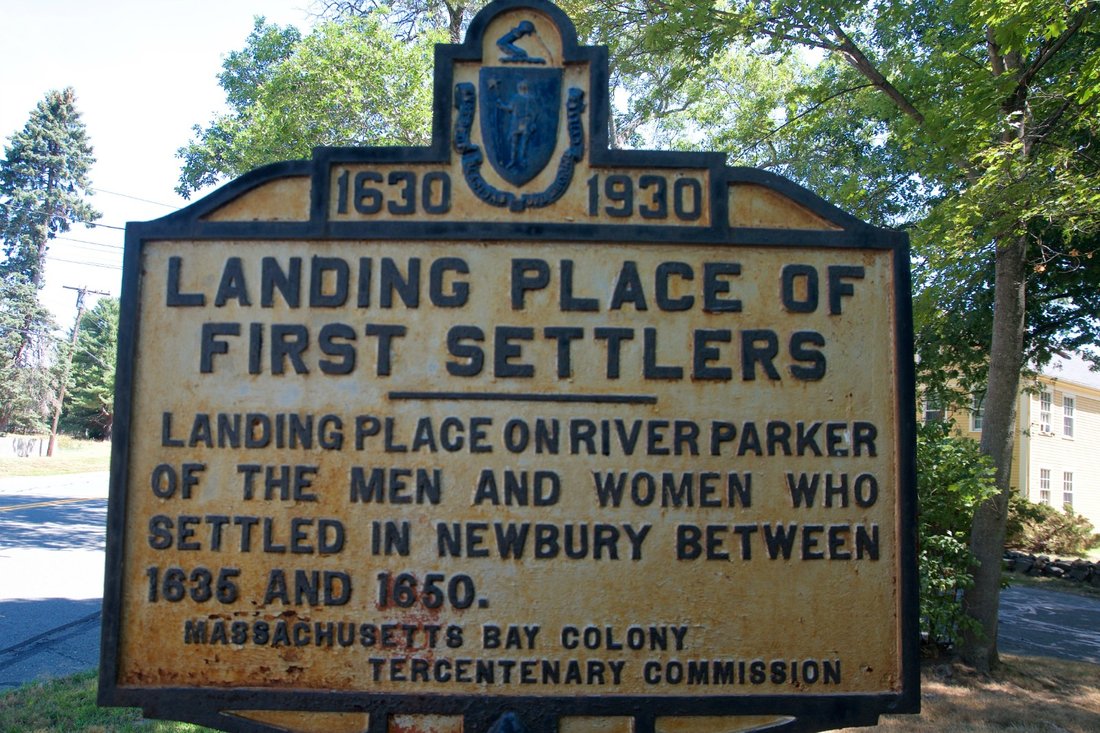 1630 1930
LANDING PLACE OF
FIRST SETTLERS
LANDING PLACE ON RIVER PARKER
OF THE MEN AND WOMEN WHO
SETTLED IN NEWBURY BETWEEN
1635 AND 1650.
MASSACHUSETTS BAY COLONY
TERCENTENARY COMMISSION